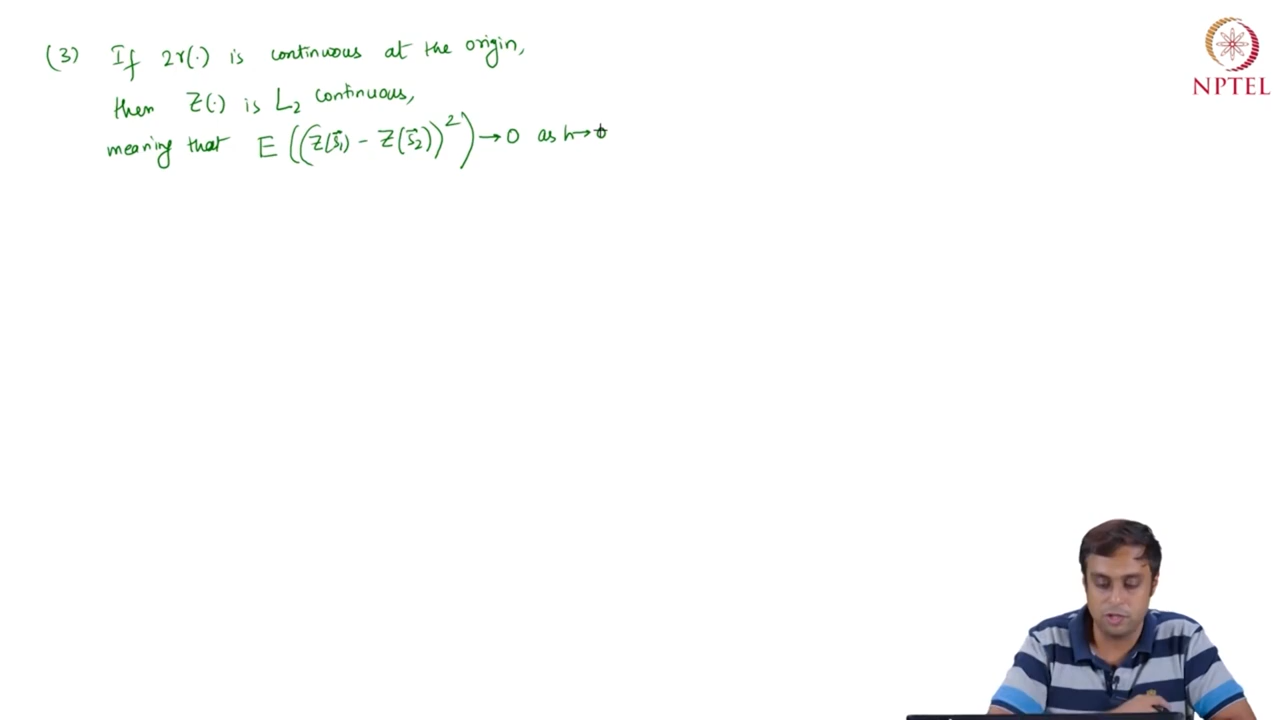 (3) If 2γ(·) is continuous at the origin,
then Z(·) is L₂ continuous,
meaning that E((Z(s⃗₁) - Z(s⃗₂))²) → 0 as h→0
NPTEL